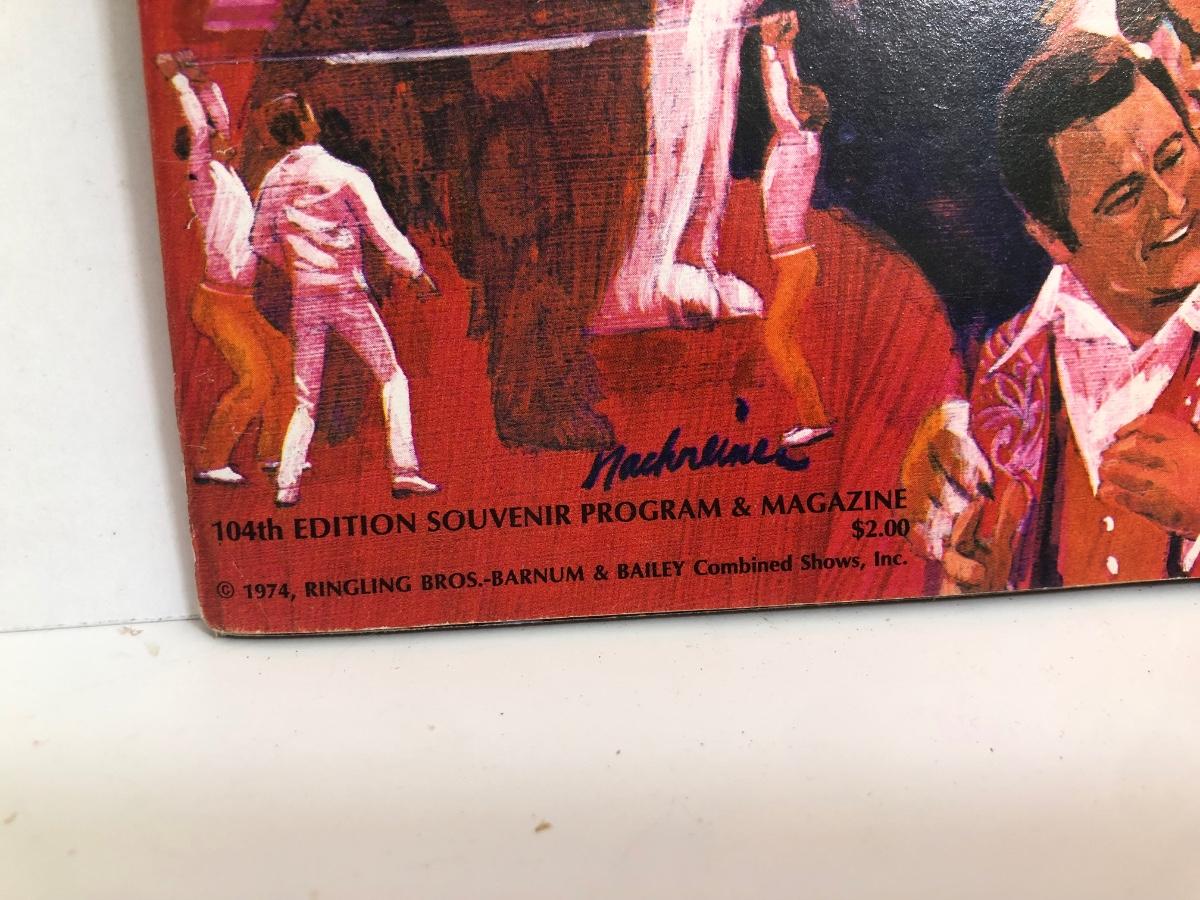 Nachreiner
104th EDITION SOUVENIR PROGRAM & MAGAZINE
$2.00
© 1974, RINGLING BROS.-BARNUM & BAILEY Combined Shows, Inc.